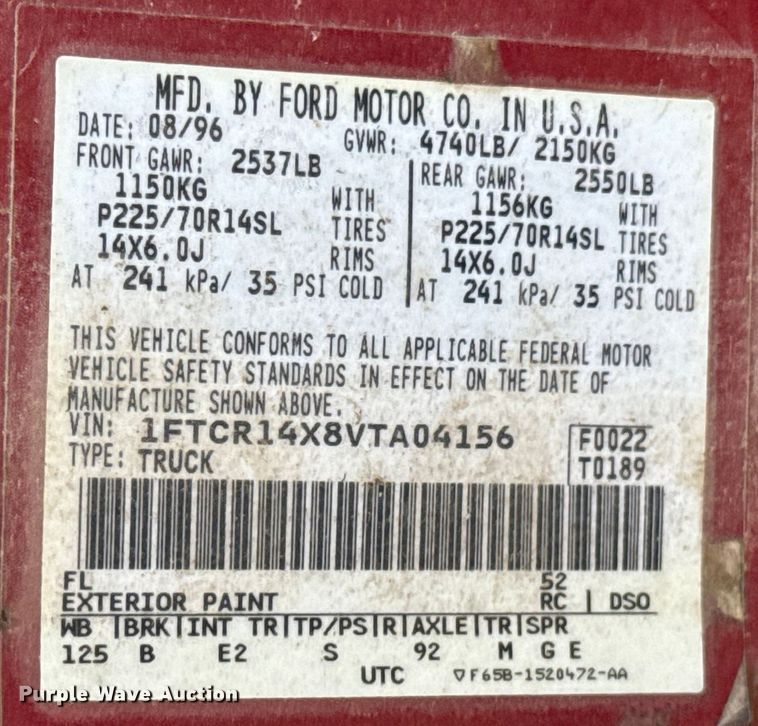 MFD. BY FORD MOTOR CO. IN U.S.A.
DATE: 08/96 GVWR: 4740LB/ 2150KG
FRONT GAWR: 2537LB REAR GAWR: 2550LB
1150KG WITH 1156KG WITH
P225/70R14SL TIRES P225/70R14SL TIRES
14X6.0J RIMS 14X6.0J RIMS
AT 241 kPa/ 35 PSI COLD AT 241 kPa/ 35 PSI COLD
THIS VEHICLE CONFORMS TO ALL APPLICABLE FEDERAL MOTOR
VEHICLE SAFETY STANDARDS IN EFFECT ON THE DATE OF
MANUFACTURE SHOWN ABOVE.
VIN: 1FTCR14X8VTA04156 F0022
TYPE: TRUCK T0189
FL 52
EXTERIOR PAINT RC | DSO
WB |BRK|INT TR|TP/PS|R|AXLE|TR|SPR
125 B E2 S 92 M G E
UTC ▽F65B-1520472-AA
Purple Wave Auction